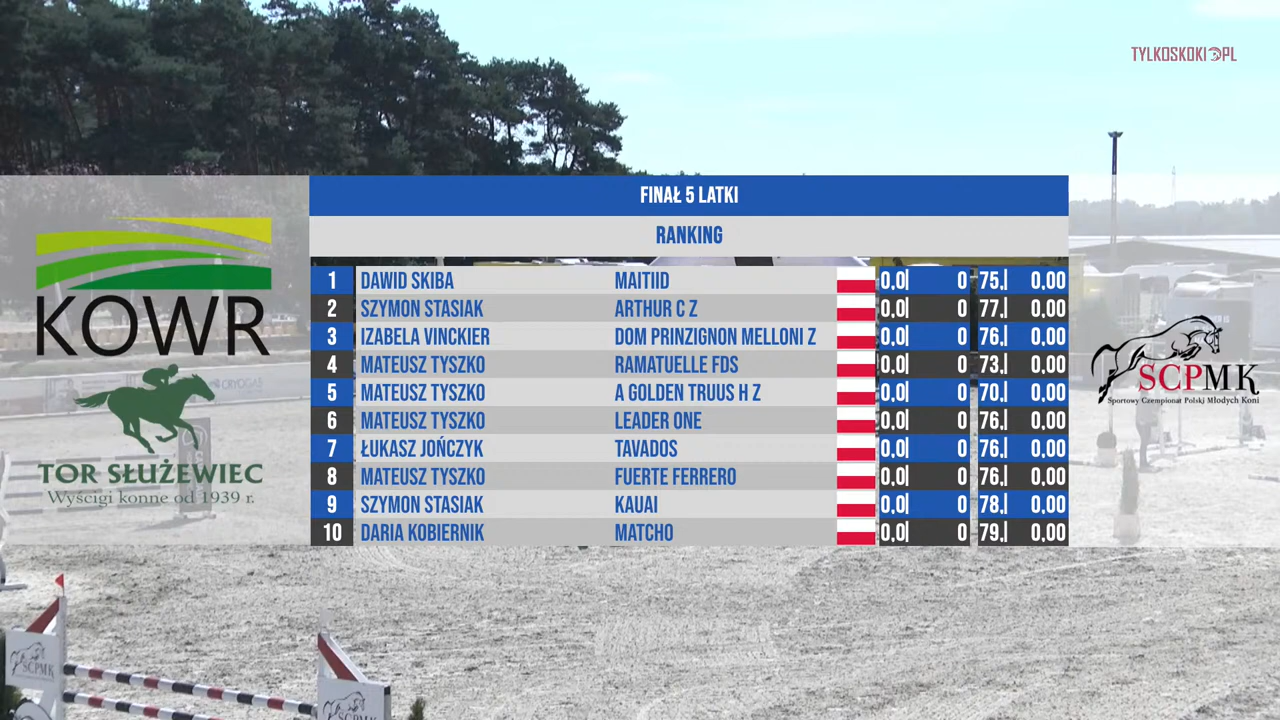 TYLKOSKOKI.PL
FINAŁ 5 LATKI
RANKING
1 DAWID SKIBA MAITIID 0,0 0 75, 0,00
2 SZYMON STASIAK ARTHUR C Z 0,0 0 77, 0,00
3 IZABELA VINCKIER DOM PRINZIGNON MELLONI Z 0,0 0 76, 0,00
4 MATEUSZ TYSZKO RAMATUELLE FDS 0,0 0 73, 0,00
5 MATEUSZ TYSZKO A GOLDEN TRUUS H Z 0,0 0 70, 0,00
6 MATEUSZ TYSZKO LEADER ONE 0,0 0 76, 0,00
7 ŁUKASZ JOŃCZYK TAVADOS 0,0 0 76, 0,00
8 MATEUSZ TYSZKO FUERTE FERRERO 0,0 0 76, 0,00
9 SZYMON STASIAK KAUAI 0,0 0 78, 0,00
10 DARIA KOBIERNIK MATCHO 0,0 0 79, 0,00
KOWR
TOR SŁUŻEWIEC
Wyścigi konne od 1939 r.
SCPMK
Sportowy Czempionat Polski Młodych Koni
CRYOGAS
SCPMK
SCPMK